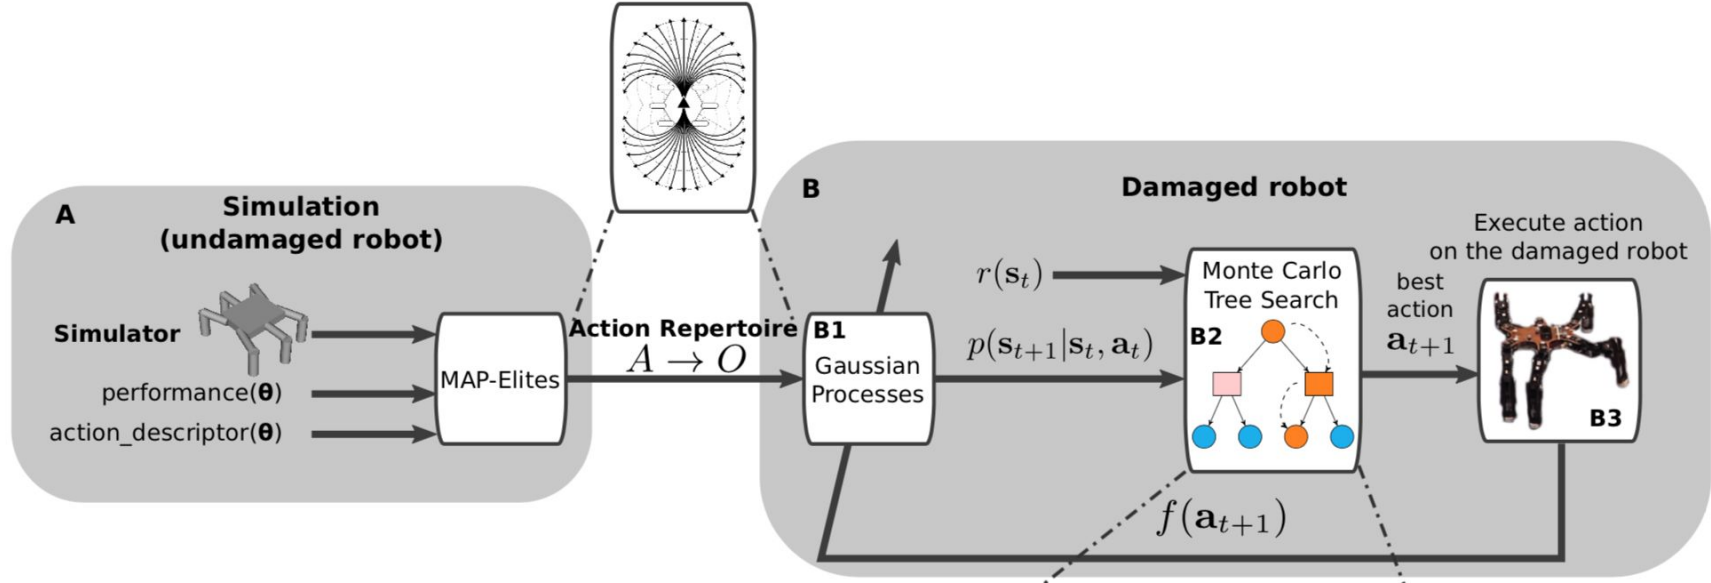 A
Simulation
(undamaged robot)
Simulator
performance(θ)
action_descriptor(θ)
MAP-Elites
Action Repertoire
A → O
B
Damaged robot
B1
Gaussian
Processes
r(s_t)
p(s_{t+1}|s_t, a_t)
Monte Carlo
Tree Search
B2
f(a_{t+1})
best
action
a_{t+1}
Execute action
on the damaged robot
B3